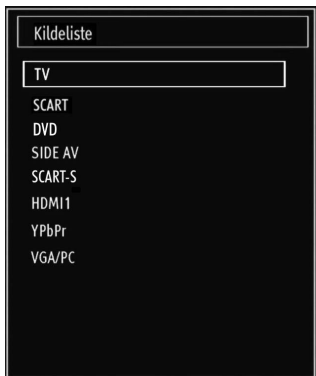 Kildeliste
TV
SCART
DVD
SIDE AV
SCART-S
HDMI1
YPbPr
VGA/PC